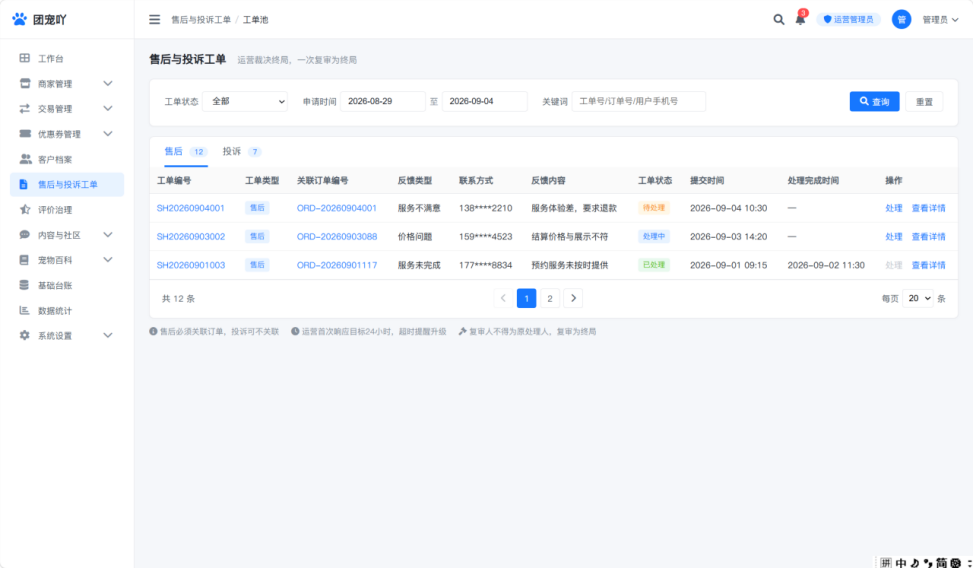 团宠吖
售后与投诉工单 / 工单池
3
运营管理员
管
管理员
工作台
商家管理
交易管理
优惠券管理
客户档案
售后与投诉工单
评价治理
内容与社区
宠物百科
基础台账
数据统计
系统设置
售后与投诉工单 运营裁决终局，一次复审为终局
工单状态 全部 申请时间 2026-08-29 至 2026-09-04 关键词 工单号/订单号/用户手机号 查询 重置
售后 12 投诉 7
工单编号 工单类型 关联订单编号 反馈类型 联系方式 反馈内容 工单状态 提交时间 处理完成时间 操作
SH20260904001 售后 ORD-20260904001 服务不满意 138****2210 服务体验差，要求退款 待处理 2026-09-04 10:30 — 处理 查看详情
SH20260903002 售后 ORD-20260903088 价格问题 159****4523 结算价格与展示不符 处理中 2026-09-03 14:20 — 处理 查看详情
SH20260901003 售后 ORD-20260901117 服务未完成 177****8834 预约服务未按时提供 已处理 2026-09-01 09:15 2026-09-02 11:30 处理 查看详情
共 12 条 1 2 每页 20 条
售后必须关联订单，投诉可不关联 运营首次响应目标24小时，超时提醒升级 复审人不得为原处理人，复审为终局
拼 中 简